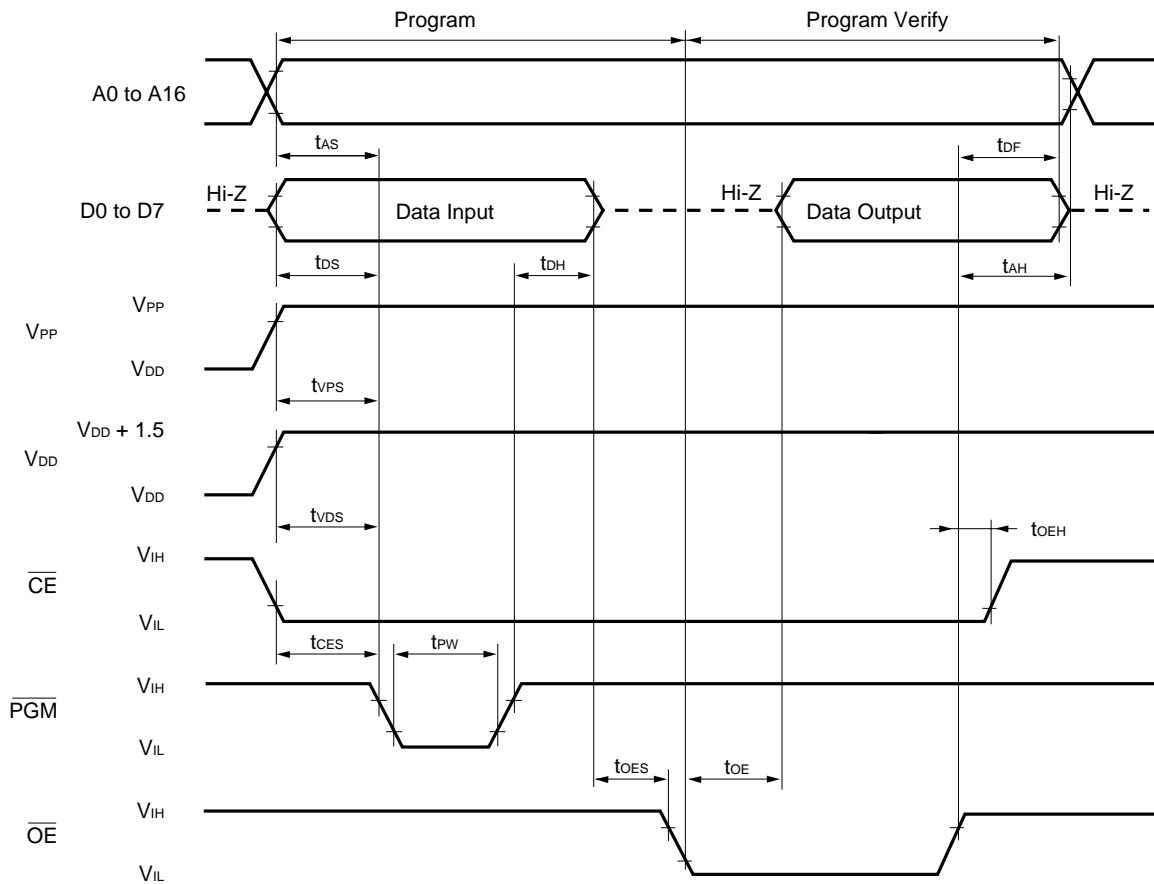 Program Program Verify
A0 to A16
tAS tDF
Hi-Z Hi-Z Hi-Z
D0 to D7 Data Input Data Output
tDS tDH tAH
VPP
VPP
VDD
tVPS
VDD + 1.5
VDD
VDD
tVDS
VIH tOEH
CE
VIL
tCES tPW
VIH
PGM
VIL
tOES tOE
VIH
OE
VIL